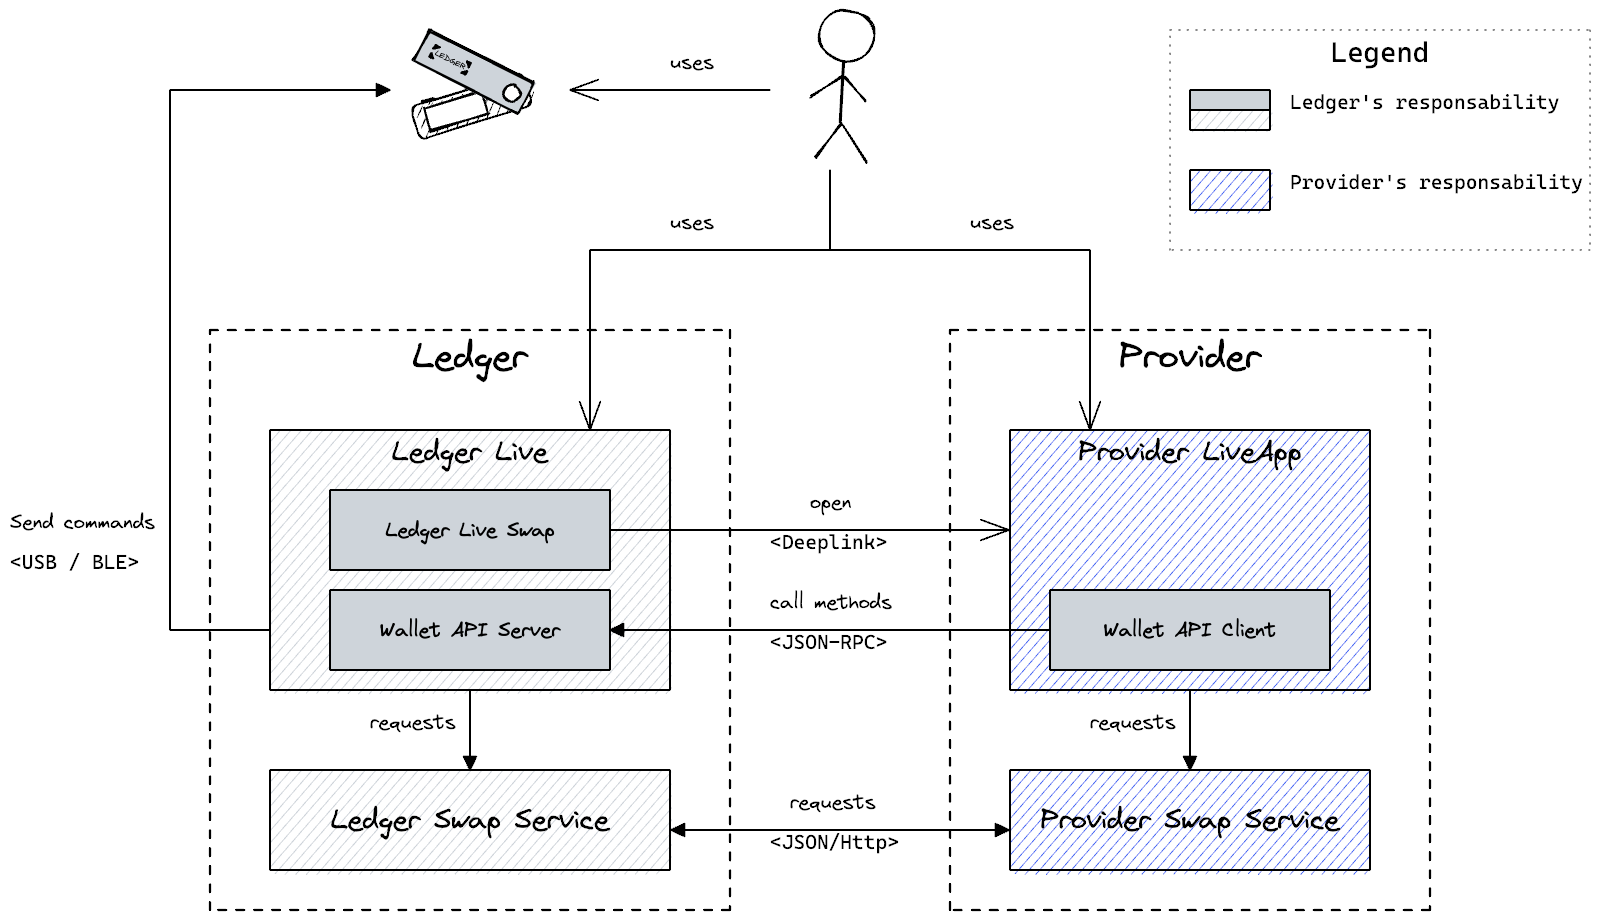 LEDGER
uses
Legend
Ledger's responsability
Provider's responsability
uses
uses
Ledger
Provider
Ledger Live
Provider LiveApp
Ledger Live Swap
open
<Deeplink>
Send commands
<USB / BLE>
call methods
<JSON-RPC>
Wallet API Server
Wallet API Client
requests
requests
requests
<JSON/Http>
Ledger Swap Service
Provider Swap Service